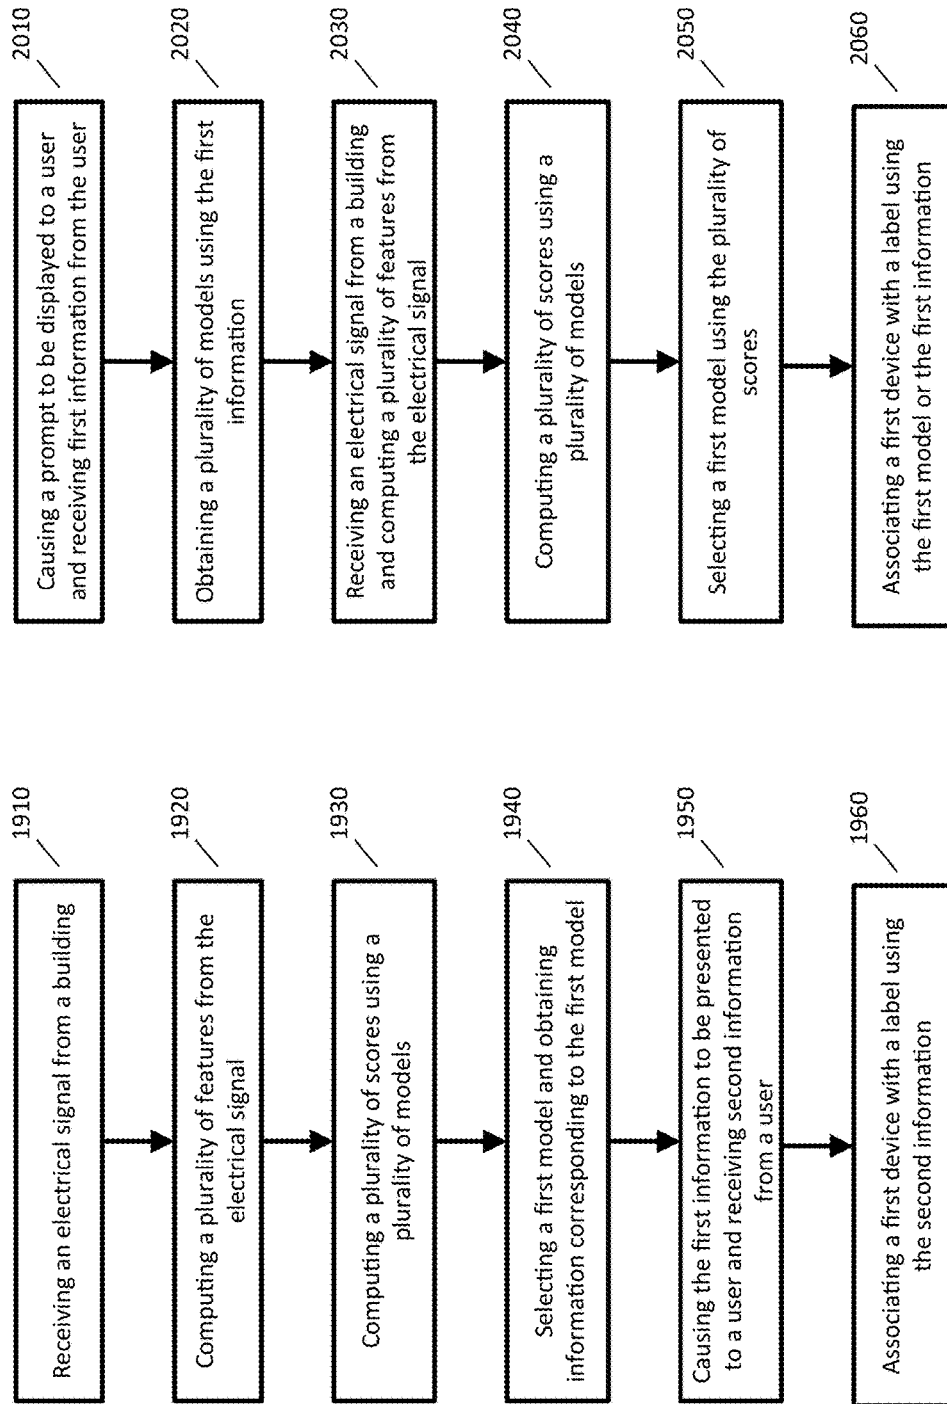 1910
Receiving an electrical signal from a building
1920
Computing a plurality of features from the
electrical signal
1930
Computing a plurality of scores using a
plurality of models
1940
Selecting a first model and obtaining
information corresponding to the first model
1950
Causing the first information to be presented
to a user and receiving second information
from a user
1960
Associating a first device with a label using
the second information
2010
Causing a prompt to be displayed to a user
and receiving first information from the user
2020
Obtaining a plurality of models using the first
information
2030
Receiving an electrical signal from a building
and computing a plurality of features from
the electrical signal
2040
Computing a plurality of scores using a
plurality of models
2050
Selecting a first model using the plurality of
scores
2060
Associating a first device with a label using
the first model or the first information